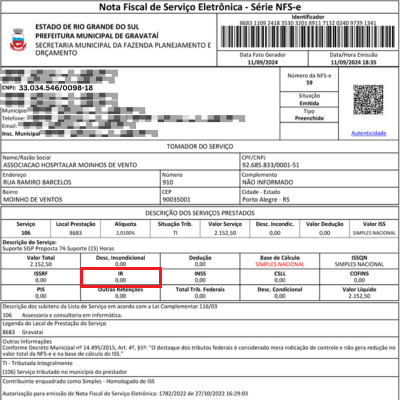 Nota Fiscal de Serviço Eletrônica - Série NFS-e
ESTADO DE RIO GRANDE DO SUL
PREFEITURA MUNICIPAL DE GRAVATAÍ
SECRETARIA MUNICIPAL DA FAZENDA PLANEJAMENTO E
ORÇAMENTO
Identificador
8683 1109 2418 3530 3201 8911 7132 0240 9739 1341
Data Fato Gerador Data/Hora Emissão
11/09/2024 11/09/2024 18:35
CNPJ: 33.034.546/0098-18
Município
Telefone:
Email:
Insc. Municipal
Número da NFS-e
59
Situação
Emitida
Tipo
Preenchido
Autenticidade
TOMADOR DO SERVIÇO
Nome/Razão Social CPF/CNPJ
ASSOCIACAO HOSPITALAR MOINHOS DE VENTO 92.685.833/0001-51
Endereço Número Complemento
RUA RAMIRO BARCELOS 910 NÃO INFORMADO
Bairro CEP Cidade - Estado
MOINHO DE VENTOS 90035001 Porto Alegre - RS
DESCRIÇÃO DOS SERVIÇOS PRESTADOS
Serviço Local Prestação Alíquota Situação Trib. Valor Serviço Desc. Incondic. Valor Dedução Valor ISS
106 8683 2,0100% TI 2.152,50 0,00 0,00 SIMPLES NACIONAL
Descrição do Serviço:
Suporte SISP Proposta 74-Suporte (15) Horas
Valor Total Desc. Incondicional Dedução Base de Cálculo ISSQN
2.152,50 0,00 0,00 SIMPLES NACIONAL SIMPLES NACIONAL
ISSRF IR INSS CSLL COFINS
0,00 0,00 0,00 0,00 0,00
PIS Outras Retenções Total Trib. Federais Desc. Condicional Valor Líquido
0,00 0,00 0,00 0,00 2.152,50
Descrição do subitem da Lista de Serviço em acordo com a Lei Complementar 116/03
106 Assessoria e consultoria em informática.
Legenda do Local de Prestação do Serviço
8683 Gravataí
Outras Informações
Conforme Decreto Municipal nº 14.495/2015, Art. 4º, §5º: "O destaque dos tributos federais é considerado mera indicação de controle e não gera redução no
valor total da NFS-e e na base de cálculo do ISS."
TI - Tributada Integralmente
(106) Serviço tributado no município do prestador
Contribuinte enquadrado como Simples - Homologado de ISS
Autorização para emissão de Nota Fiscal de Serviço Eletrônica: 1782/2022 de 27/10/2022 16:29:03